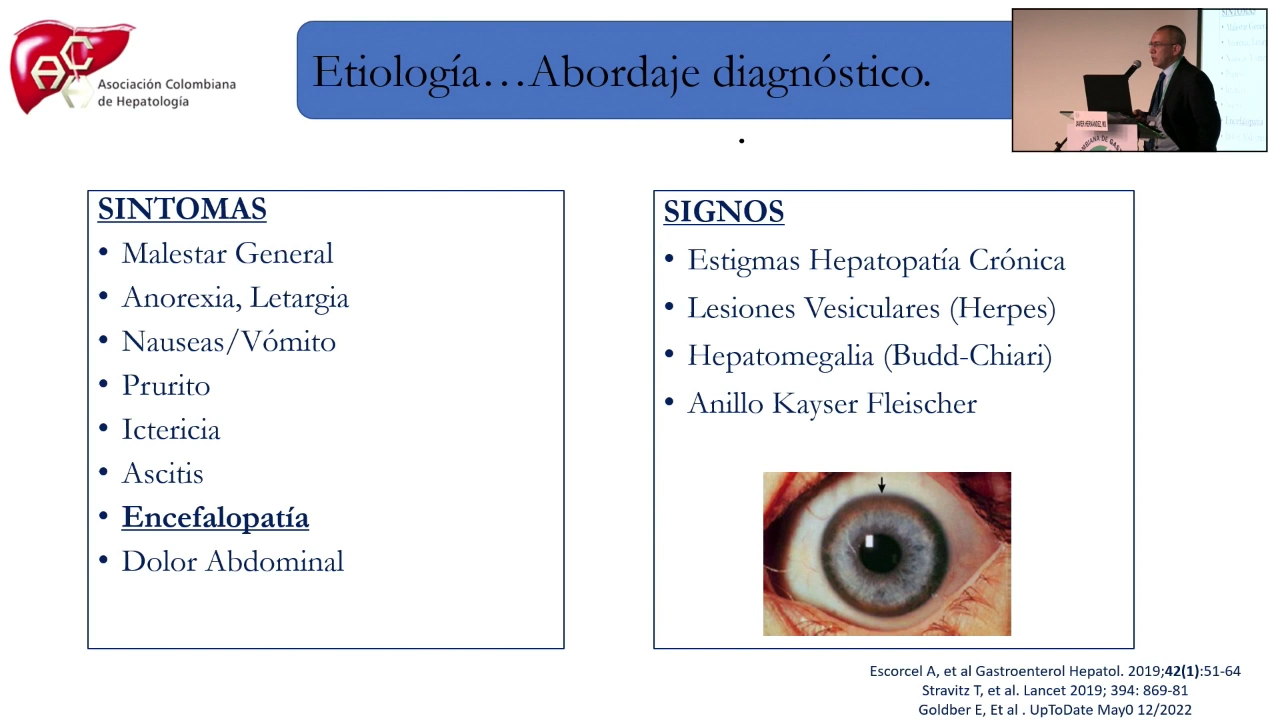 Asociación Colombiana
de Hepatología
Etiología…Abordaje diagnóstico.
.
JAVIER HERNANDEZ, MD
SINTOMAS
• Malestar General
• Anorexia, Letargia
• Nauseas/Vómito
• Prurito
• Ictericia
• Ascitis
• Encefalopatía
• Dolor Abdominal
SIGNOS
• Estigmas Hepatopatía Crónica
• Lesiones Vesiculares (Herpes)
• Hepatomegalia (Budd-Chiari)
• Anillo Kayser Fleischer
Escorcel A, et al Gastroenterol Hepatol. 2019;42(1):51-64
Stravitz T, et al. Lancet 2019; 394: 869-81
Goldber E, Et al . UpToDate May0 12/2022